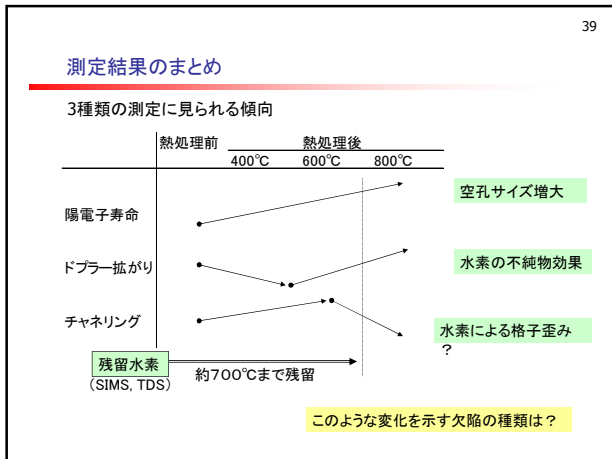 39
測定結果のまとめ
3種類の測定に見られる傾向
熱処理前 熱処理後
400℃ 600℃ 800℃
陽電子寿命
空孔サイズ増大
ドプラー拡がり
水素の不純物効果
チャネリング
水素による格子歪み
?
残留水素
(SIMS, TDS)
約700℃まで残留
このような変化を示す欠陥の種類は?